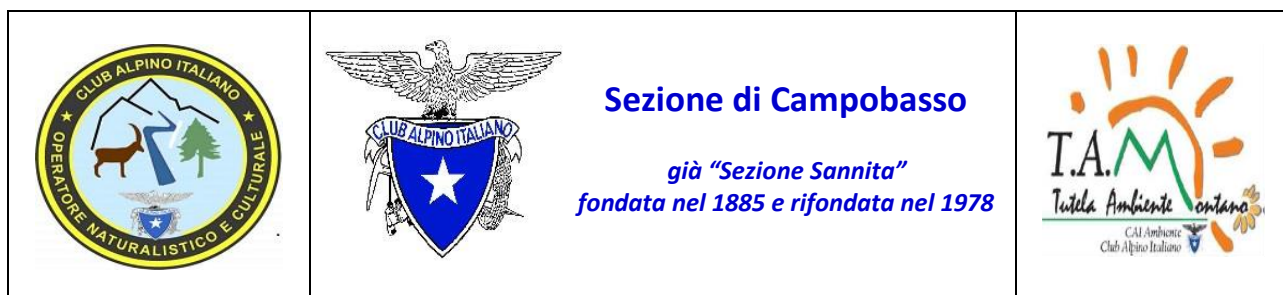 CLUB ALPINO ITALIANO
★ OPERATORE NATURALISTICO E CULTURALE ★
CLUB ALPINO ITALIANO
Sezione di Campobasso
già “Sezione Sannita”
fondata nel 1885 e rifondata nel 1978
T.A.M
Tutela Ambiente ontano
CAI Ambiente
Club Alpino Italiano